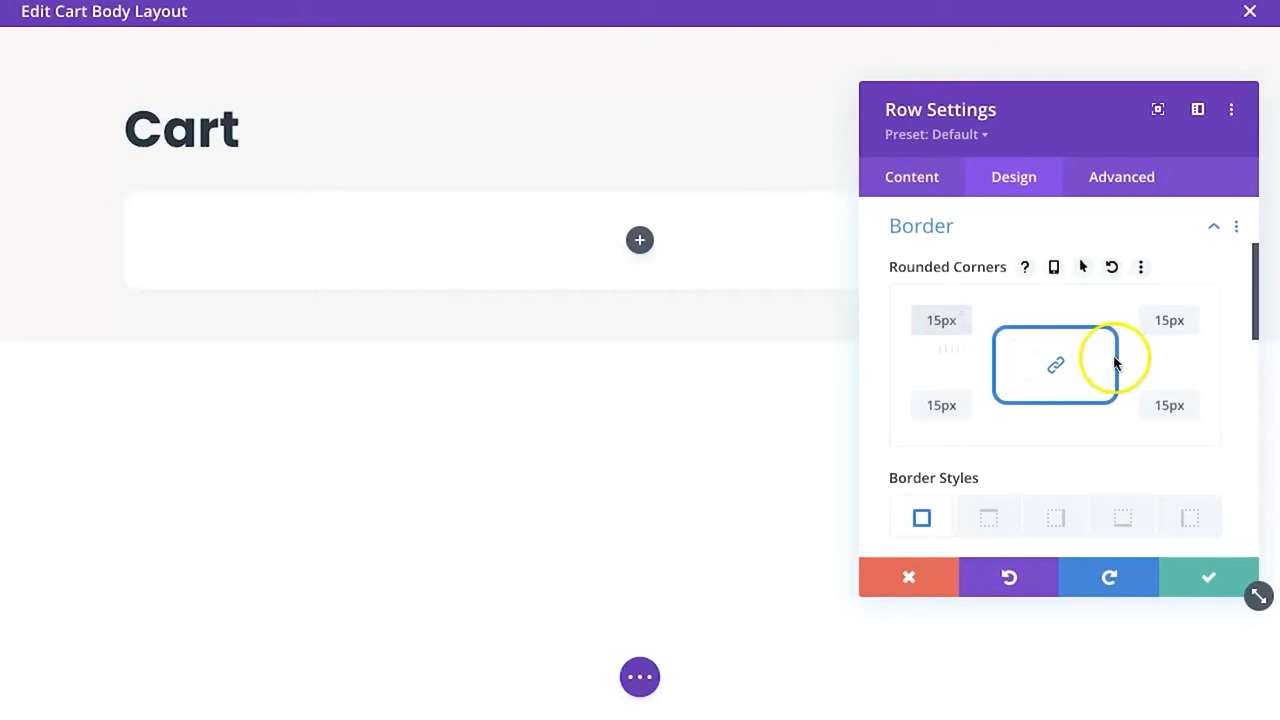 Edit Cart Body Layout
Cart
Row Settings
Preset: Default
Content
Design
Advanced
Border
Rounded Corners
15px
15px
15px
15px
Border Styles